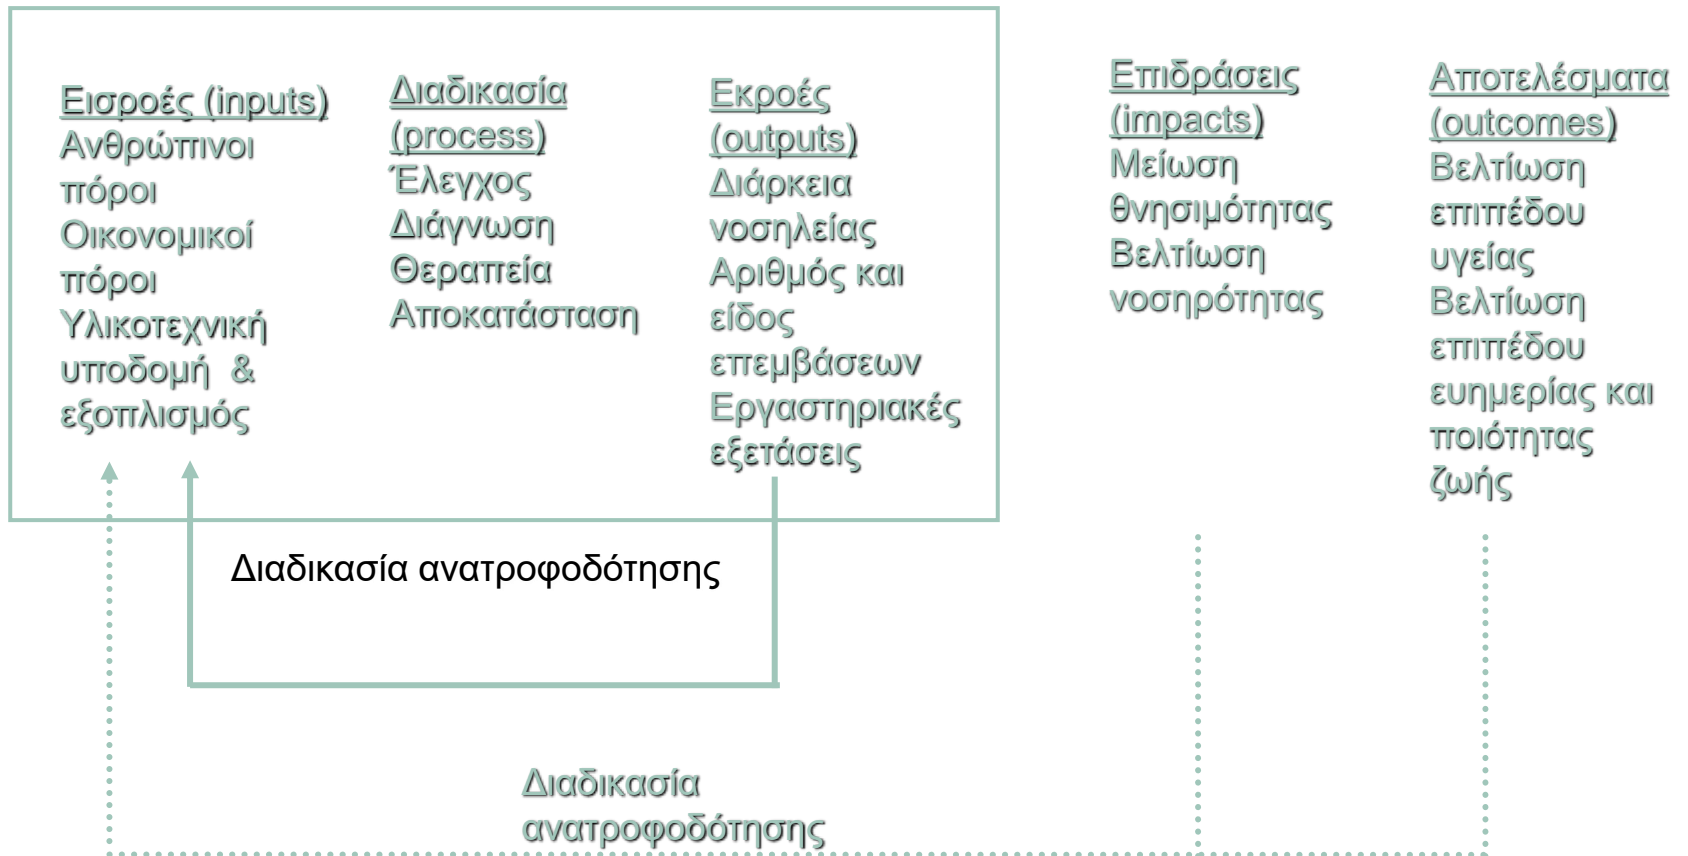 Εισροές (inputs)
Ανθρώπινοι
πόροι
Οικονομικοί
πόροι
Υλικοτεχνική
υποδομή &
εξοπλισμός
Διαδικασία
(process)
Έλεγχος
Διάγνωση
Θεραπεία
Αποκατάσταση
Εκροές
(outputs)
Διάρκεια
νοσηλείας
Αριθμός και
είδος
επεμβάσεων
Εργαστηριακές
εξετάσεις
Επιδράσεις
(impacts)
Μείωση
θνησιμότητας
Βελτίωση
νοσηρότητας
Αποτελέσματα
(outcomes)
Βελτίωση
επιπέδου
υγείας
Βελτίωση
επιπέδου
ευημερίας και
ποιότητας
ζωής
Διαδικασία ανατροφοδότησης
Διαδικασία
ανατροφοδότησης